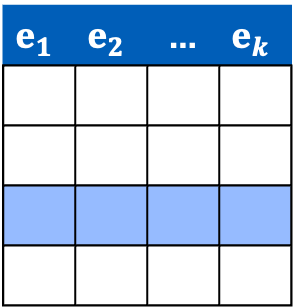 e₁ e₂ ... eₖ